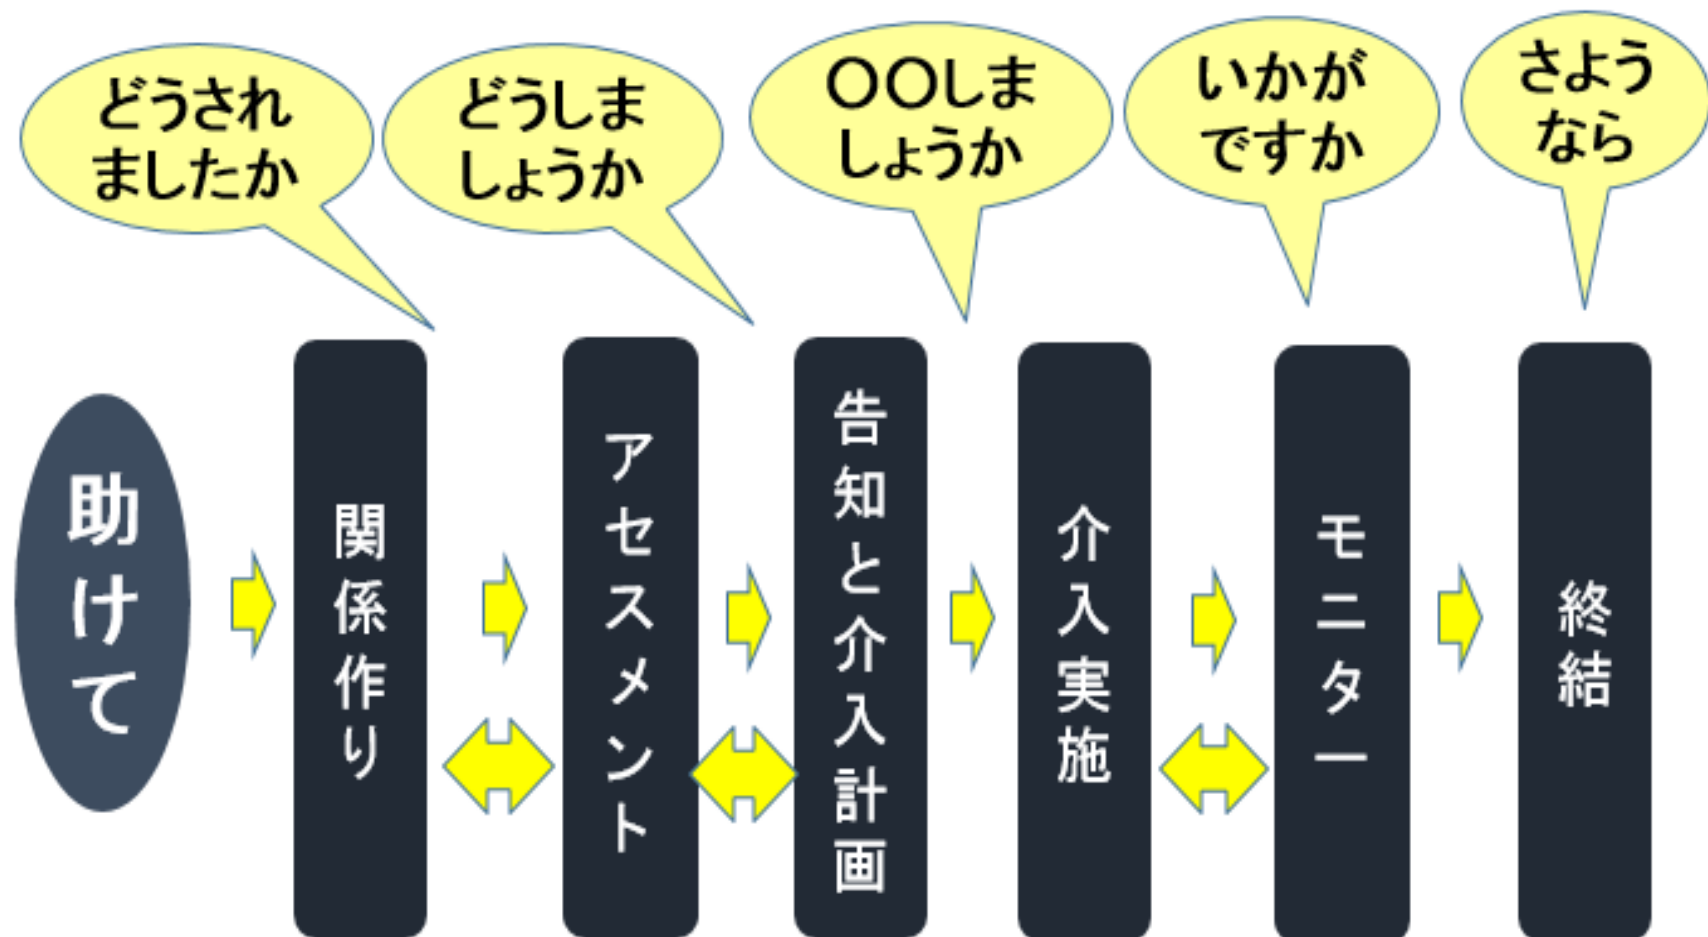 どうされ
ましたか
どうしま
しょうか
〇〇しま
しょうか
いかが
ですか
さよう
なら
助けて
関係作り
アセスメント
告知と介入計画
介入実施
モニター
終結